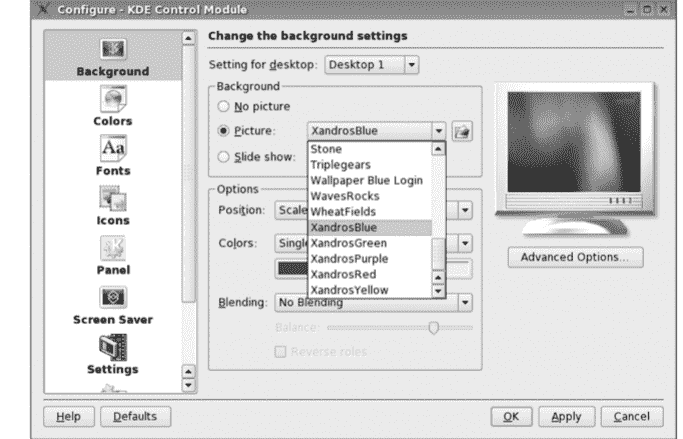 Configure - KDE Control Module
Background
Colors
Fonts
Icons
Panel
Screen Saver
Settings
Change the background settings
Setting for desktop: Desktop 1
Background
No picture
Picture: XandrosBlue
Slide show:
Stone
Triplegears
Wallpaper Blue Login
WavesRocks
WheatFields
XandrosBlue
XandrosGreen
XandrosPurple
XandrosRed
XandrosYellow
Options
Position: Scale
Colors: Singl
Blending: No Blending
Balance:
Reverse roles
Advanced Options...
Help Defaults OK Apply Cancel